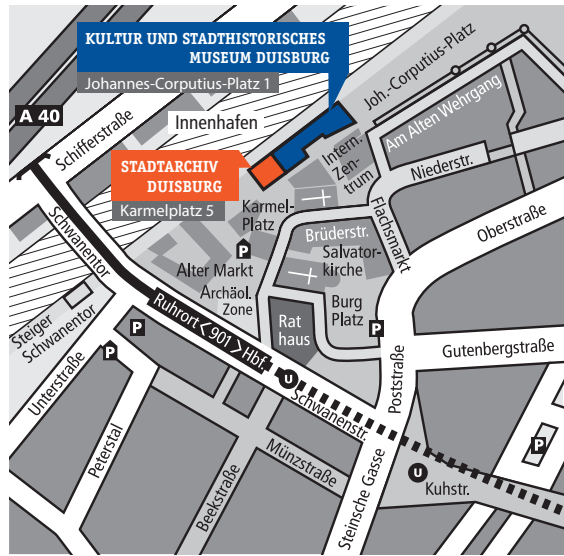 KULTUR UND STADTHISTORISCHES
MUSEUM DUISBURG
Johannes-Corputius-Platz 1
Joh.-Corputius-Platz
A 40
Schifferstraße
Innenhafen
Am Alten Wehrgang
Intern.
Zen-
trum
Niederstr.
STADTARCHIV
DUISBURG
Karmelplatz 5
Karmel-
Platz
Schwanentor
Flachsmarkt
Oberstraße
Brüderstr.
Salvator-
kirche
P
Alter Markt
Archäol.
Zone
Burg
Platz
Ruhrort <901> Hbf.
Rat
haus
P
P
Steiger
Schwanentor
P
Gutenbergstraße
Unterstraße
Poststraße
U
Schwanenstr.
Peterstal
Münzstraße
Beekstraße
Steinsche Gasse
U
Kuhstr.
P